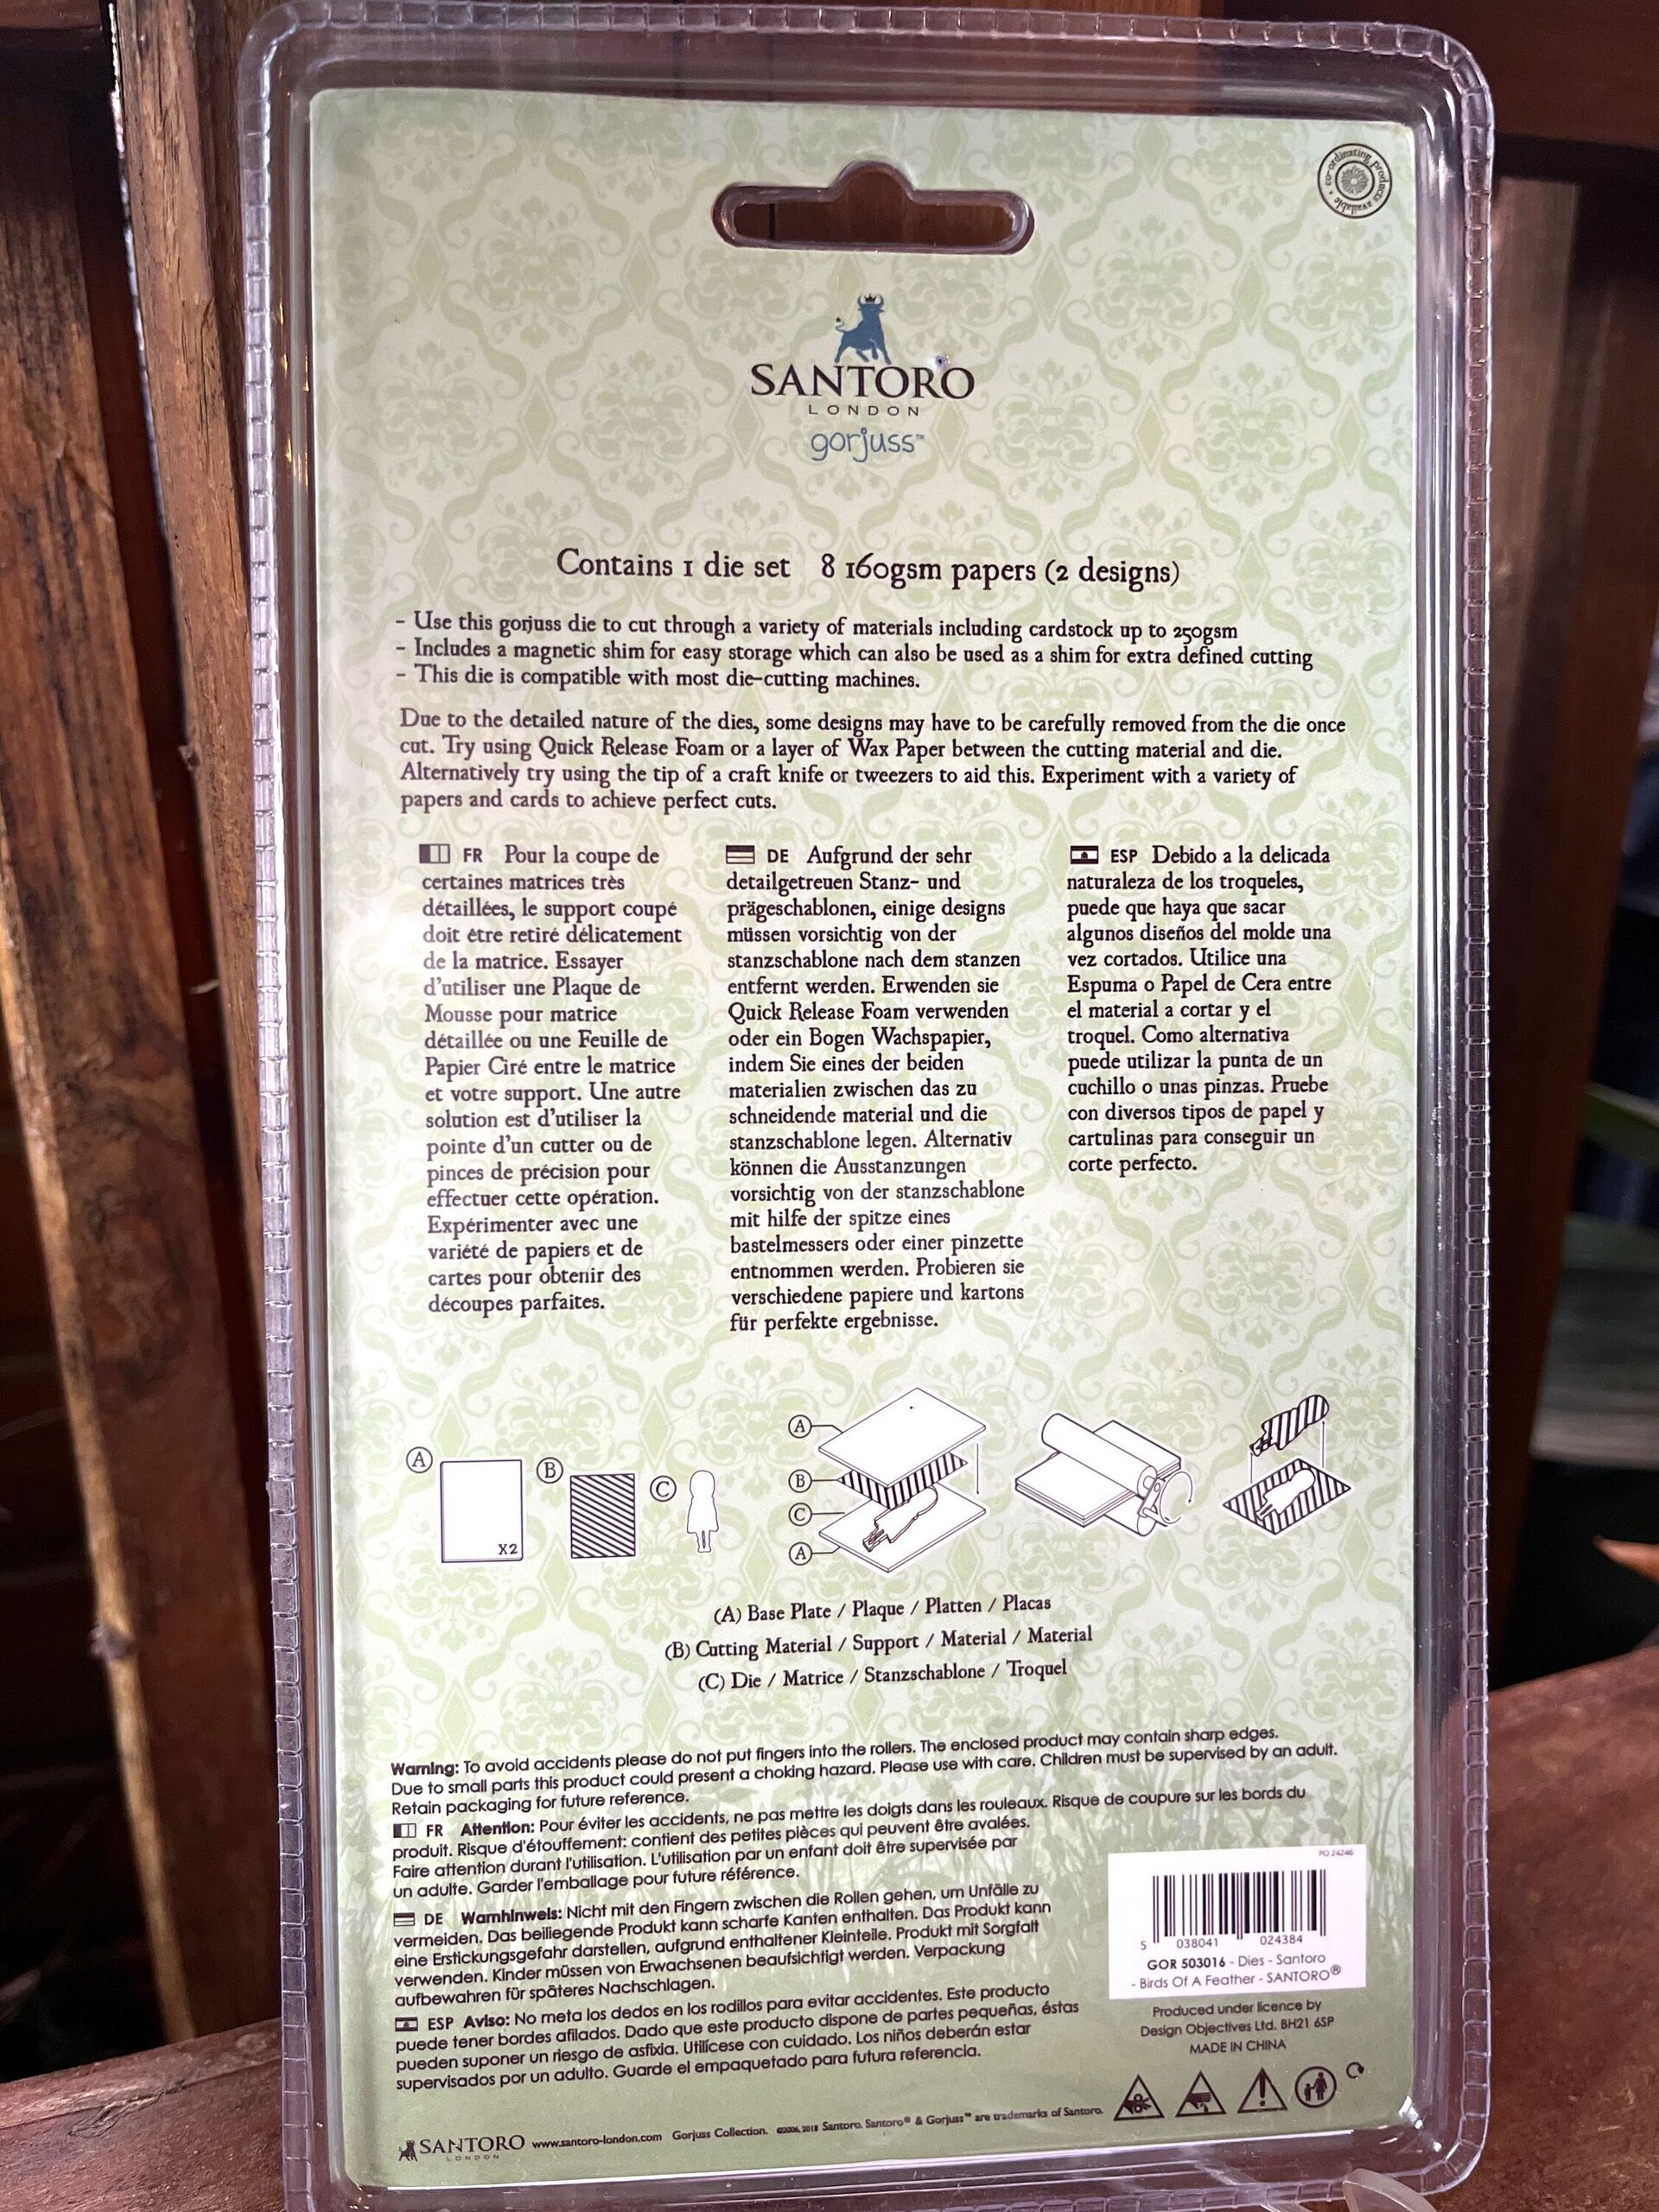 co-ordinating products available
SANTORO
LONDON
gorjuss™
Contains 1 die set 8 160gsm papers (2 designs)
- Use this gorjuss die to cut through a variety of materials including cardstock up to 250gsm
- Includes a magnetic shim for easy storage which can also be used as a shim for extra defined cutting
- This die is compatible with most die-cutting machines.
Due to the detailed nature of the dies, some designs may have to be carefully removed from the die once
cut. Try using Quick Release Foam or a layer of Wax Paper between the cutting material and die.
Alternatively try using the tip of a craft knife or tweezers to aid this. Experiment with a variety of
papers and cards to achieve perfect cuts.
FR Pour la coupe de
certaines matrices très
détaillées, le support coupé
doit être retiré délicatement
de la matrice. Essayer
d'utiliser une Plaque de
Mousse pour matrice
détaillée ou une Feuille de
Papier Ciré entre le matrice
et votre support. Une autre
solution est d'utiliser la
pointe d'un cutter ou de
pinces de précision pour
effectuer cette opération.
Expérimenter avec une
variété de papiers et de
cartes pour obtenir des
découpes parfaites.
DE Aufgrund der sehr
detailgetreuen Stanz- und
prägeschablonen, einige designs
müssen vorsichtig von der
stanzschablone nach dem stanzen
entfernt werden. Erwenden sie
Quick Release Foam verwenden
oder ein Bogen Wachspapier,
indem Sie eines der beiden
materialien zwischen das zu
schneidende material und die
stanzschablone legen. Alternativ
können die Ausstanzungen
vorsichtig von der stanzschablone
mit hilfe der spitze eines
bastelmessers oder einer pinzette
entnommen werden. Probieren sie
verschiedene papiere und kartons
für perfekte ergebnisse.
ESP Debido a la delicada
naturaleza de los troqueles,
puede que haya que sacar
algunos diseños del molde una
vez cortados. Utilice una
Espuma o Papel de Cera entre
el material a cortar y el
troquel. Como alternativa
puede utilizar la punta de un
cuchillo o unas pinzas. Pruebe
con diversos tipos de papel y
cartulinas para conseguir un
corte perfecto.
A
X2
B
C
A
B
C
A
(A) Base Plate / Plaque / Platten / Placas
(B) Cutting Material / Support / Material / Material
(C) Die / Matrice / Stanzschablone / Troquel
Warning: To avoid accidents please do not put fingers into the rollers. The enclosed product may contain sharp edges.
Due to small parts this product could present a choking hazard. Please use with care. Children must be supervised by an adult.
Retain packaging for future reference.
FR Attention: Pour éviter les accidents, ne pas mettre les doigts dans les rouleaux. Risque de coupure sur les bords du
produit. Risque d'étouffement: contient des petites pièces qui peuvent être avalées.
Faire attention durant l'utilisation. L'utilisation par un enfant doit être supervisée par
un adulte. Garder l'emballage pour future référence.
DE Warnhinweis: Nicht mit den Fingern zwischen die Rollen gehen, um Unfälle zu
vermeiden. Das beiliegende Produkt kann scharfe Kanten enthalten. Das Produkt kann
eine Erstickungsgefahr darstellen, aufgrund enthaltener Kleinteile. Produkt mit Sorgfalt
verwenden. Kinder müssen von Erwachsenen beaufsichtigt werden. Verpackung
aufbewahren für späteres Nachschlagen.
ESP Aviso: No meta los dedos en los rodillos para evitar accidentes. Este producto
puede tener bordes afilados. Dado que este producto dispone de partes pequeñas, éstas
pueden suponer un riesgo de asfixia. Utilícese con cuidado. Los niños deberán estar
supervisados por un adulto. Guarde el empaquetado para futura referencia.
PO 24246
5 038041 024384
GOR 503016 - Dies - Santoro
- Birds Of A Feather - SANTORO®
Produced under licence by
Design Objectives Ltd. BH21 6SP
MADE IN CHINA
SANTORO
LONDON
www.santoro-london.com Gorjuss Collection. ©2006, 2018 Santoro. Santoro® & Gorjuss™ are trademarks of Santoro.